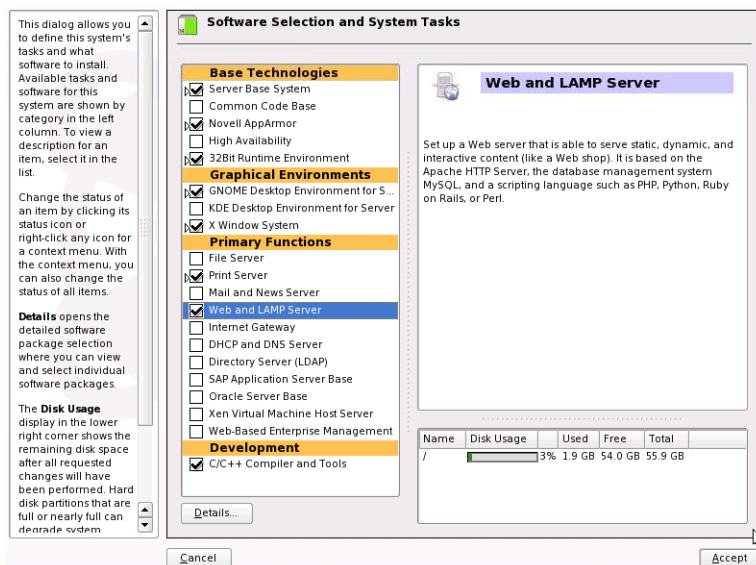 This dialog allows you
to define this system's
tasks and what
software to install.
Available tasks and
software for this
system are shown by
category in the left
column. To view a
description for an
item, select it in the
list.
Change the status of
an item by clicking its
status icon or
right-click any icon for
a context menu. With
the context menu, you
can also change the
status of all items.
Details opens the
detailed software
package selection
where you can view
and select individual
software packages.
The Disk Usage
display in the lower
right corner shows the
remaining disk space
after all requested
changes will have
been performed. Hard
disk partitions that are
full or nearly full can
degrade system
Software Selection and System Tasks
Base Technologies
Server Base System
Common Code Base
Novell AppArmor
High Availability
32Bit Runtime Environment
Graphical Environments
GNOME Desktop Environment for S...
KDE Desktop Environment for Server
X Window System
Primary Functions
File Server
Print Server
Mail and News Server
Web and LAMP Server
Internet Gateway
DHCP and DNS Server
Directory Server (LDAP)
SAP Application Server Base
Oracle Server Base
Xen Virtual Machine Host Server
Web-Based Enterprise Management
Development
C/C++ Compiler and Tools
Details...
Web and LAMP Server
Set up a Web server that is able to serve static, dynamic, and
interactive content (like a Web shop). It is based on the
Apache HTTP Server, the database management system
MySQL, and a scripting language such as PHP, Python, Ruby
on Rails, or Perl.
Name Disk Usage Used Free Total
/ 3% 1.9 GB 54.0 GB 55.9 GB
Cancel
Accept